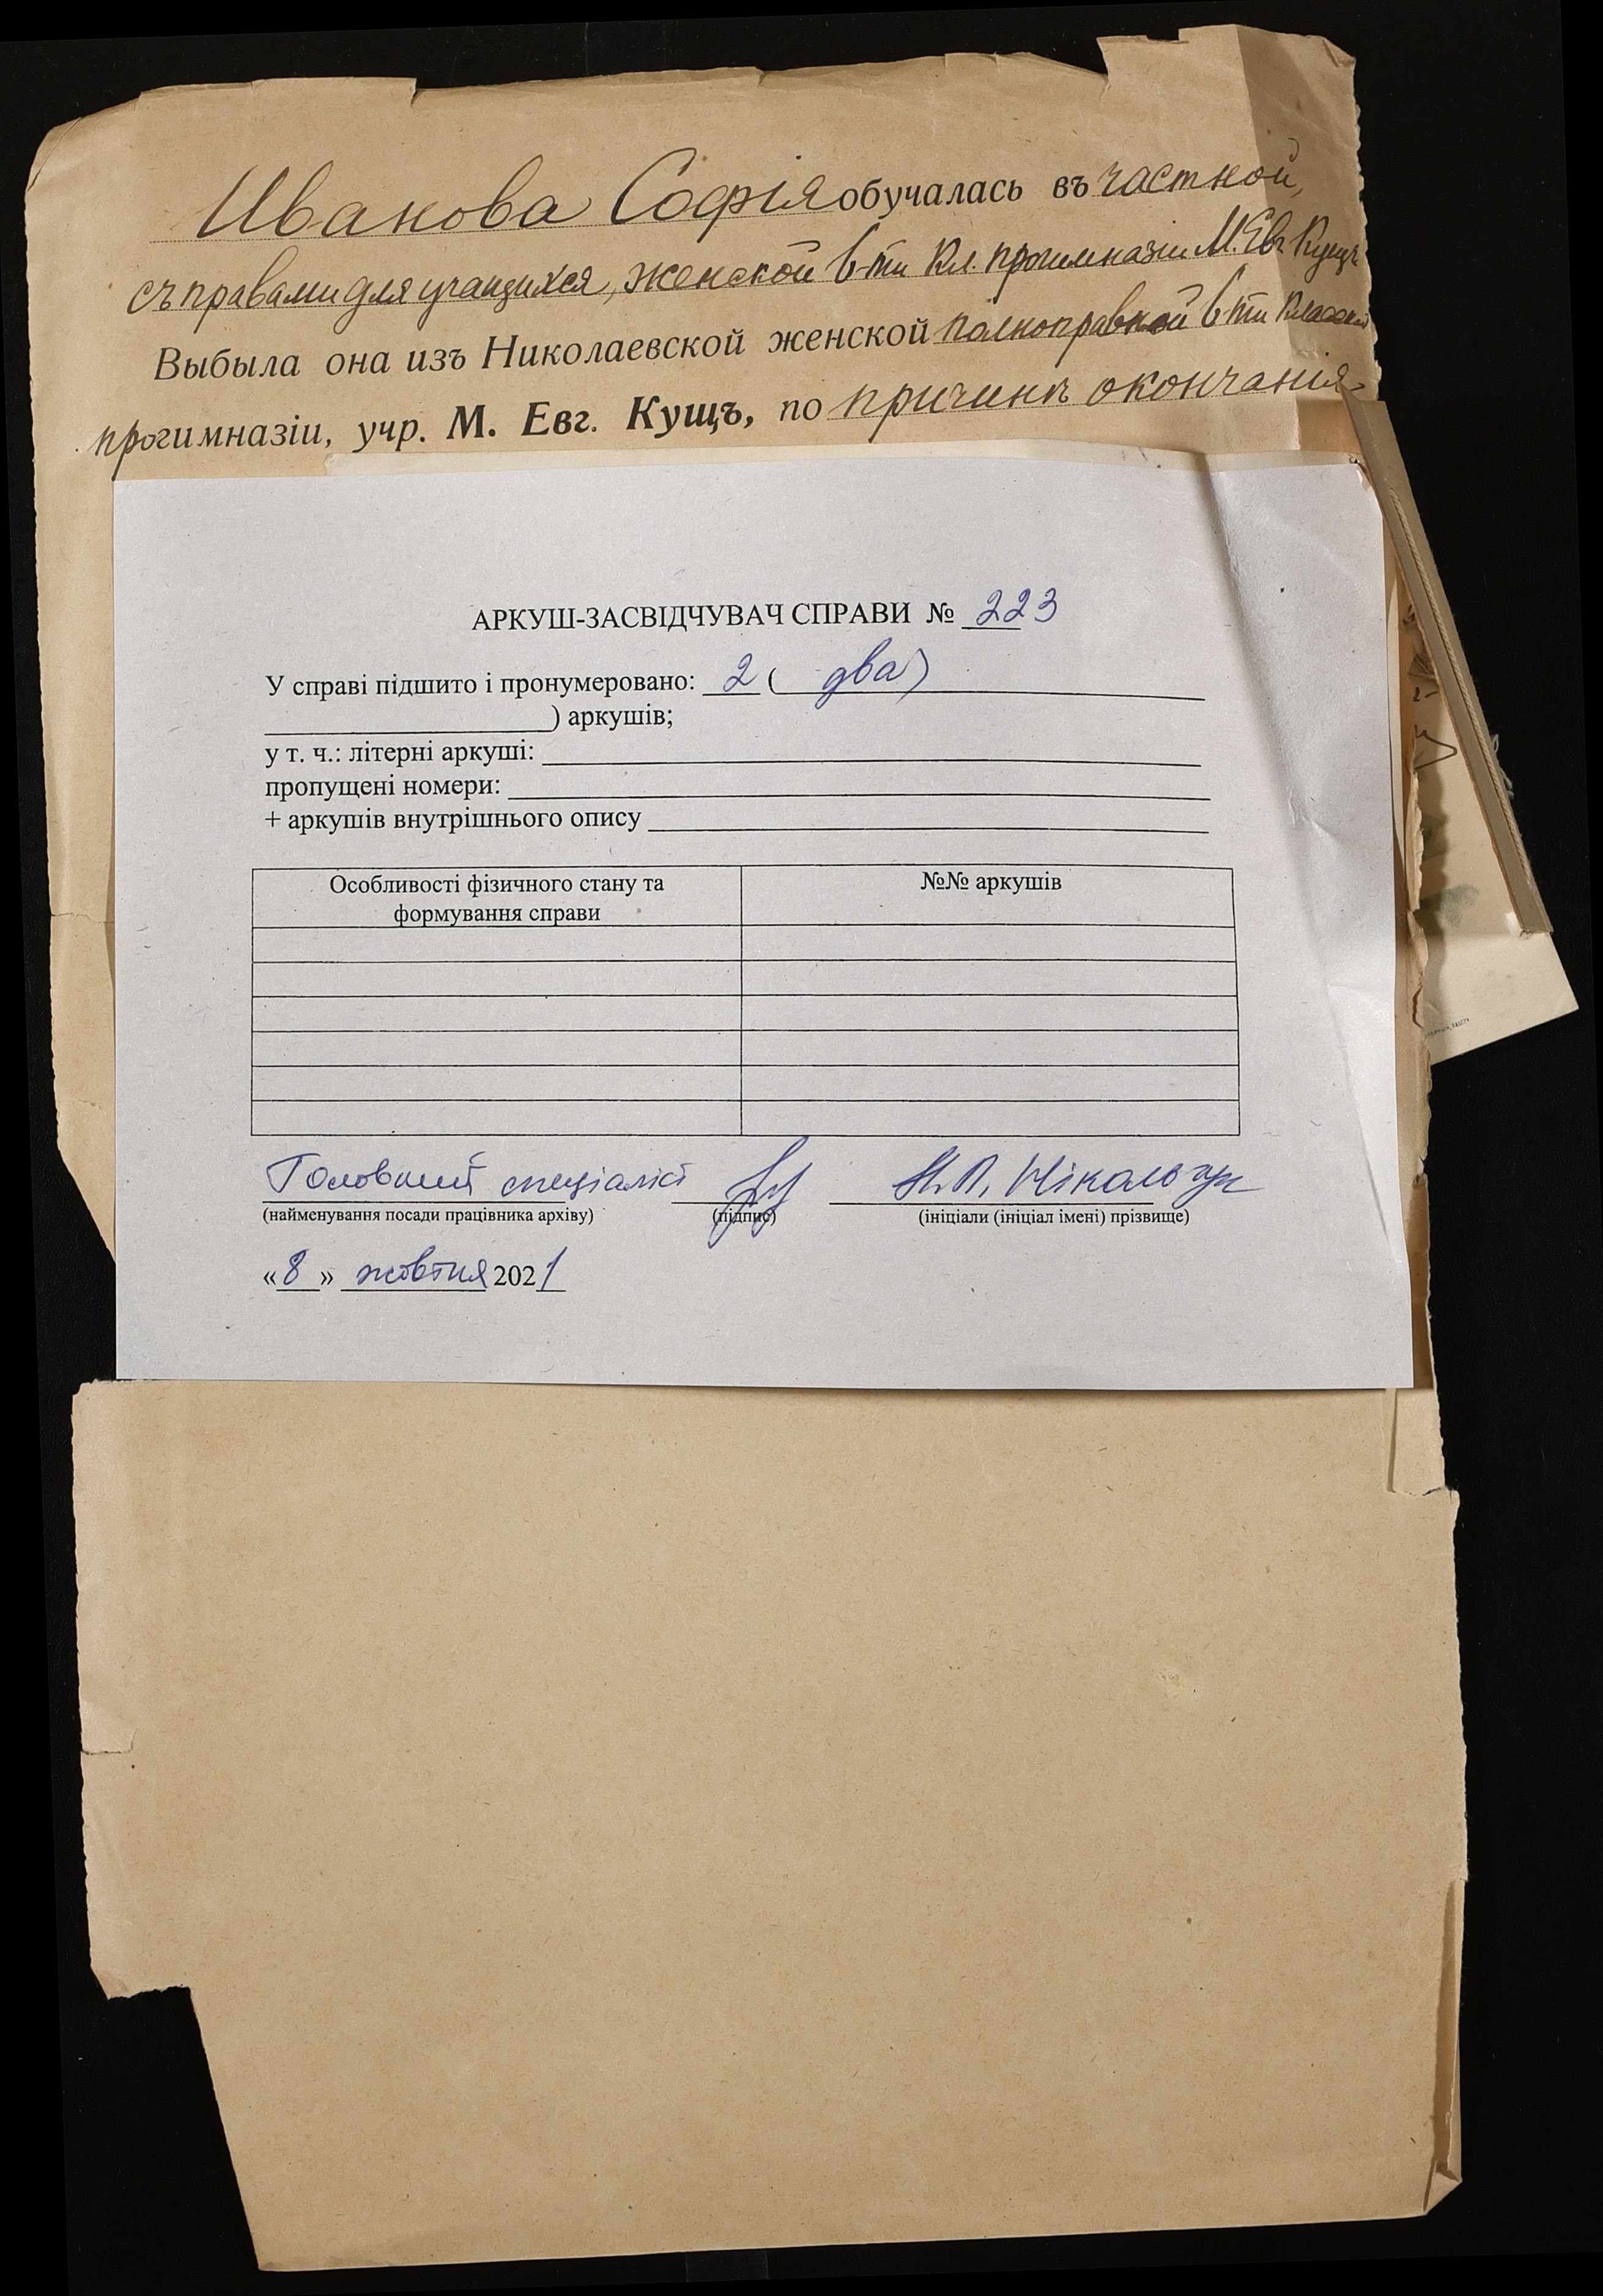 Иванова Софія обучалась въ частной,
съ правами для учащихся, женской 6-ти кл. прогимназіи М. Евг. Кущъ
Выбыла она изъ Николаевской женской полноправной 6-ти классной
прогимназіи, учр. М. Евг. Кущъ, по причинѣ окончанія
АРКУШ-ЗАСВІДЧУВАЧ СПРАВИ № 223
У справі підшито і пронумеровано: 2 ( два)
) аркушів;
у т. ч.: літерні аркуші:
пропущені номери:
+ аркушів внутрішнього опису
Особливості фізичного стану та
формування справи
№№ аркушів
Головний спеціаліст
(найменування посади працівника архіву)
(підпис)
(ініціали (ініціал імені) прізвище)
«8» жовтня 2021